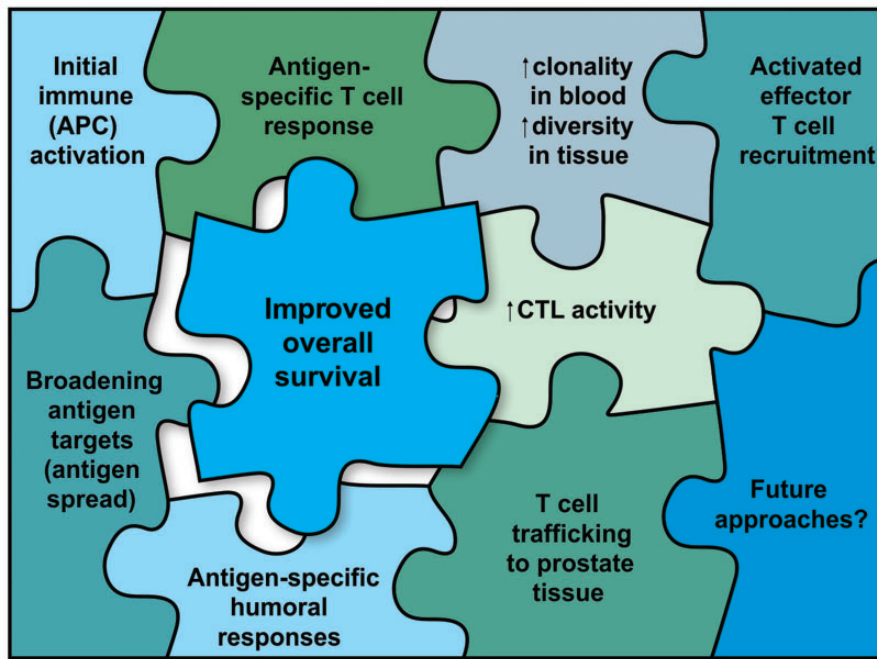 Initial
immune
(APC)
activation
Antigen-
specific T cell
response
↑clonality
in blood
↑diversity
in tissue
Activated
effector
T cell
recruitment
Improved
overall
survival
↑CTL activity
Broadening
antigen
targets
(antigen
spread)
Antigen-specific
humoral
responses
T cell
trafficking
to prostate
tissue
Future
approaches?